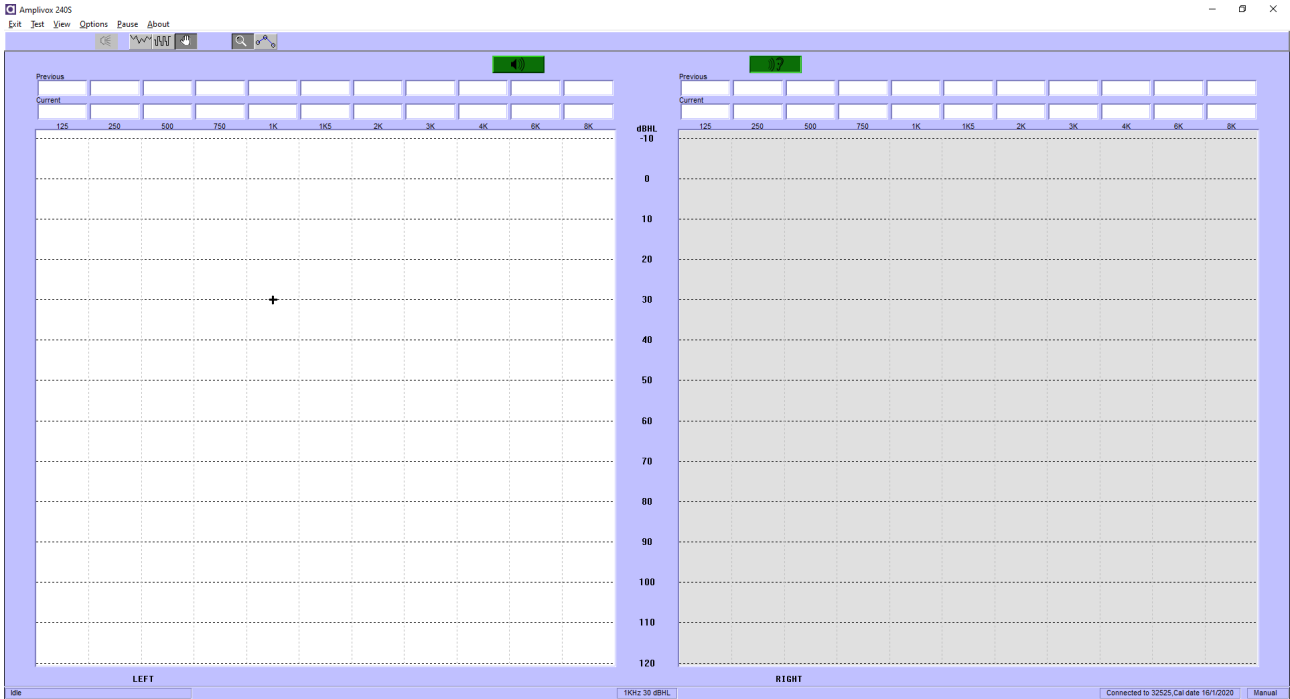 Amplivox 240S
Exit Test View Options Pause About
Previous
Previous
Current
Current
125 250 500 750 1K 1K5 2K 3K 4K 6K 8K
dBHL
125 250 500 750 1K 1K5 2K 3K 4K 6K 8K
-10
0
10
20
30
40
50
60
70
80
90
100
110
120
LEFT
RIGHT
Idle
1KHz 30 dBHL
Connected to 32525,Cal date 16/1/2020
Manual